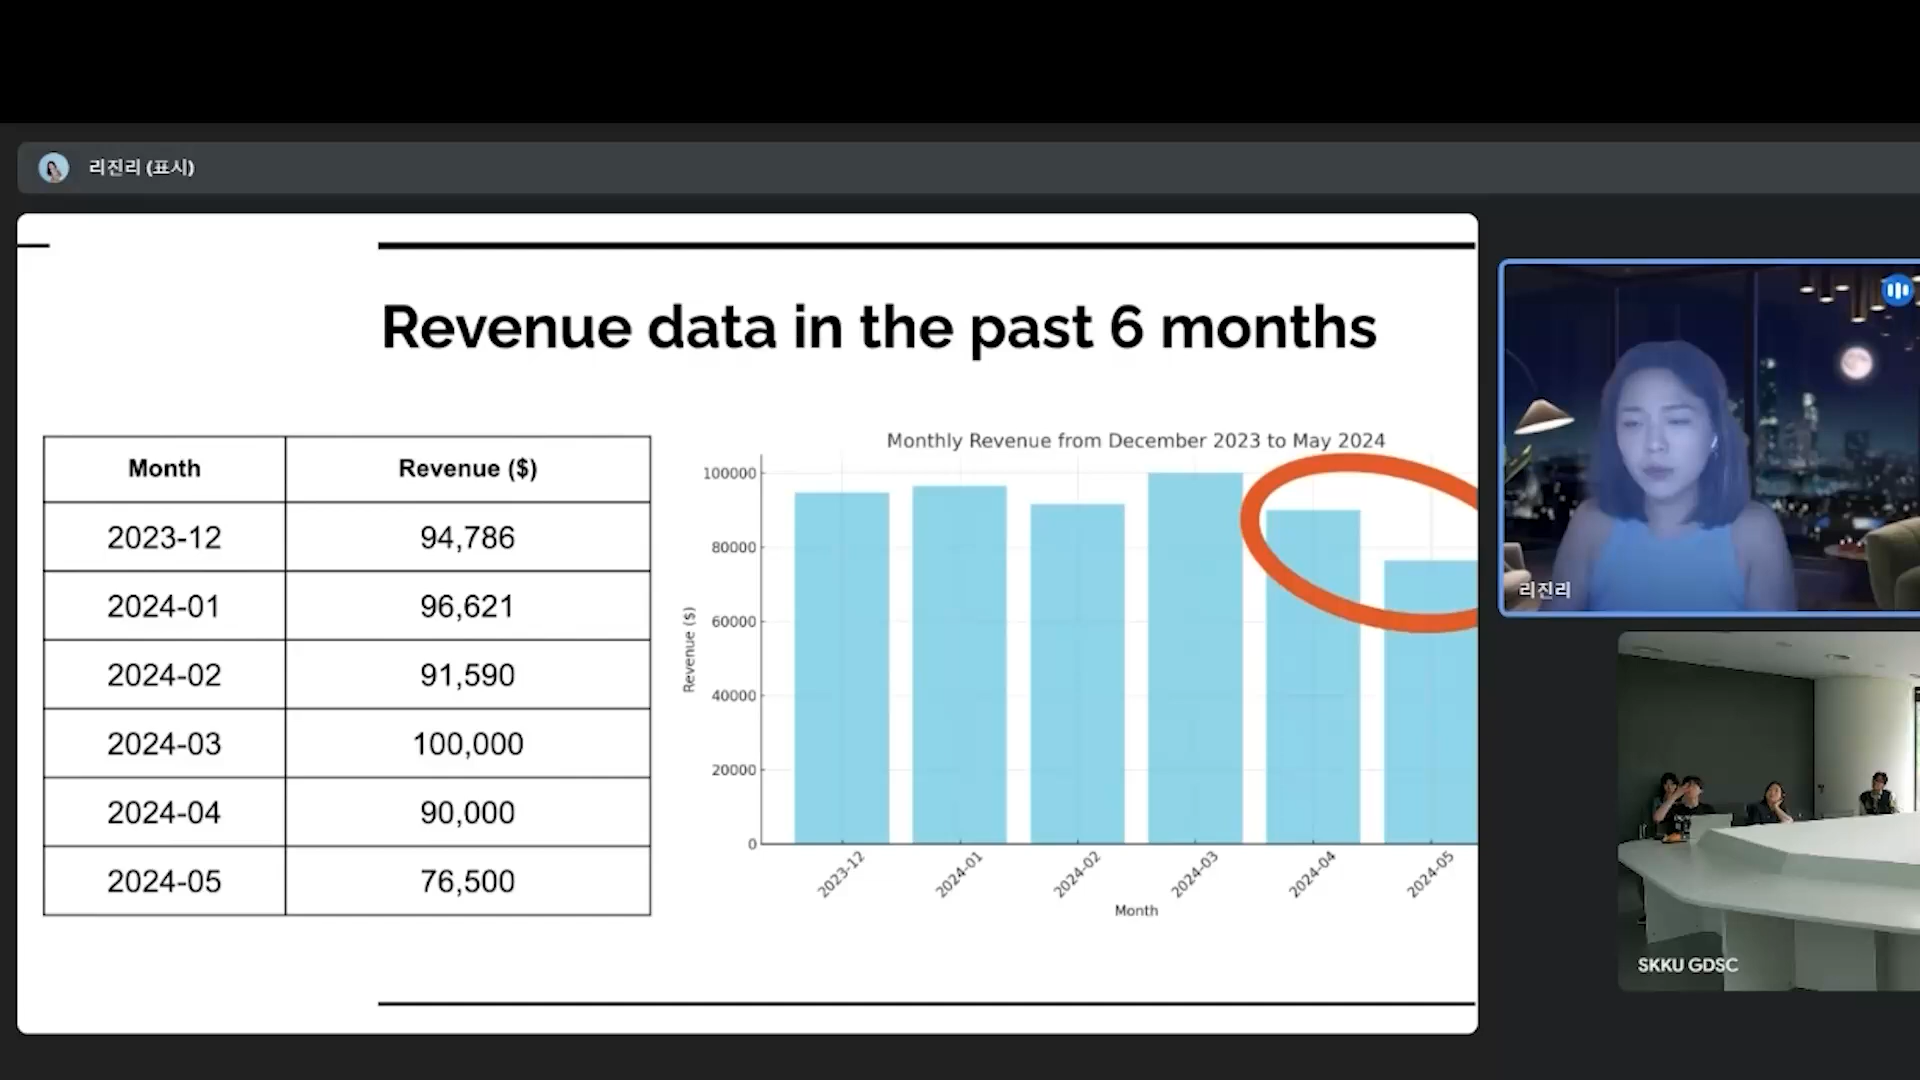 리진리 (표시)
Revenue data in the past 6 months
Month Revenue ($)
2023-12 94,786
2024-01 96,621
2024-02 91,590
2024-03 100,000
2024-04 90,000
2024-05 76,500
Monthly Revenue from December 2023 to May 2024
100000
80000
60000
40000
20000
0
Revenue ($)
2023-12 2024-01 2024-02 2024-03 2024-04 2024-05
Month
리진리
SKKU GDSC